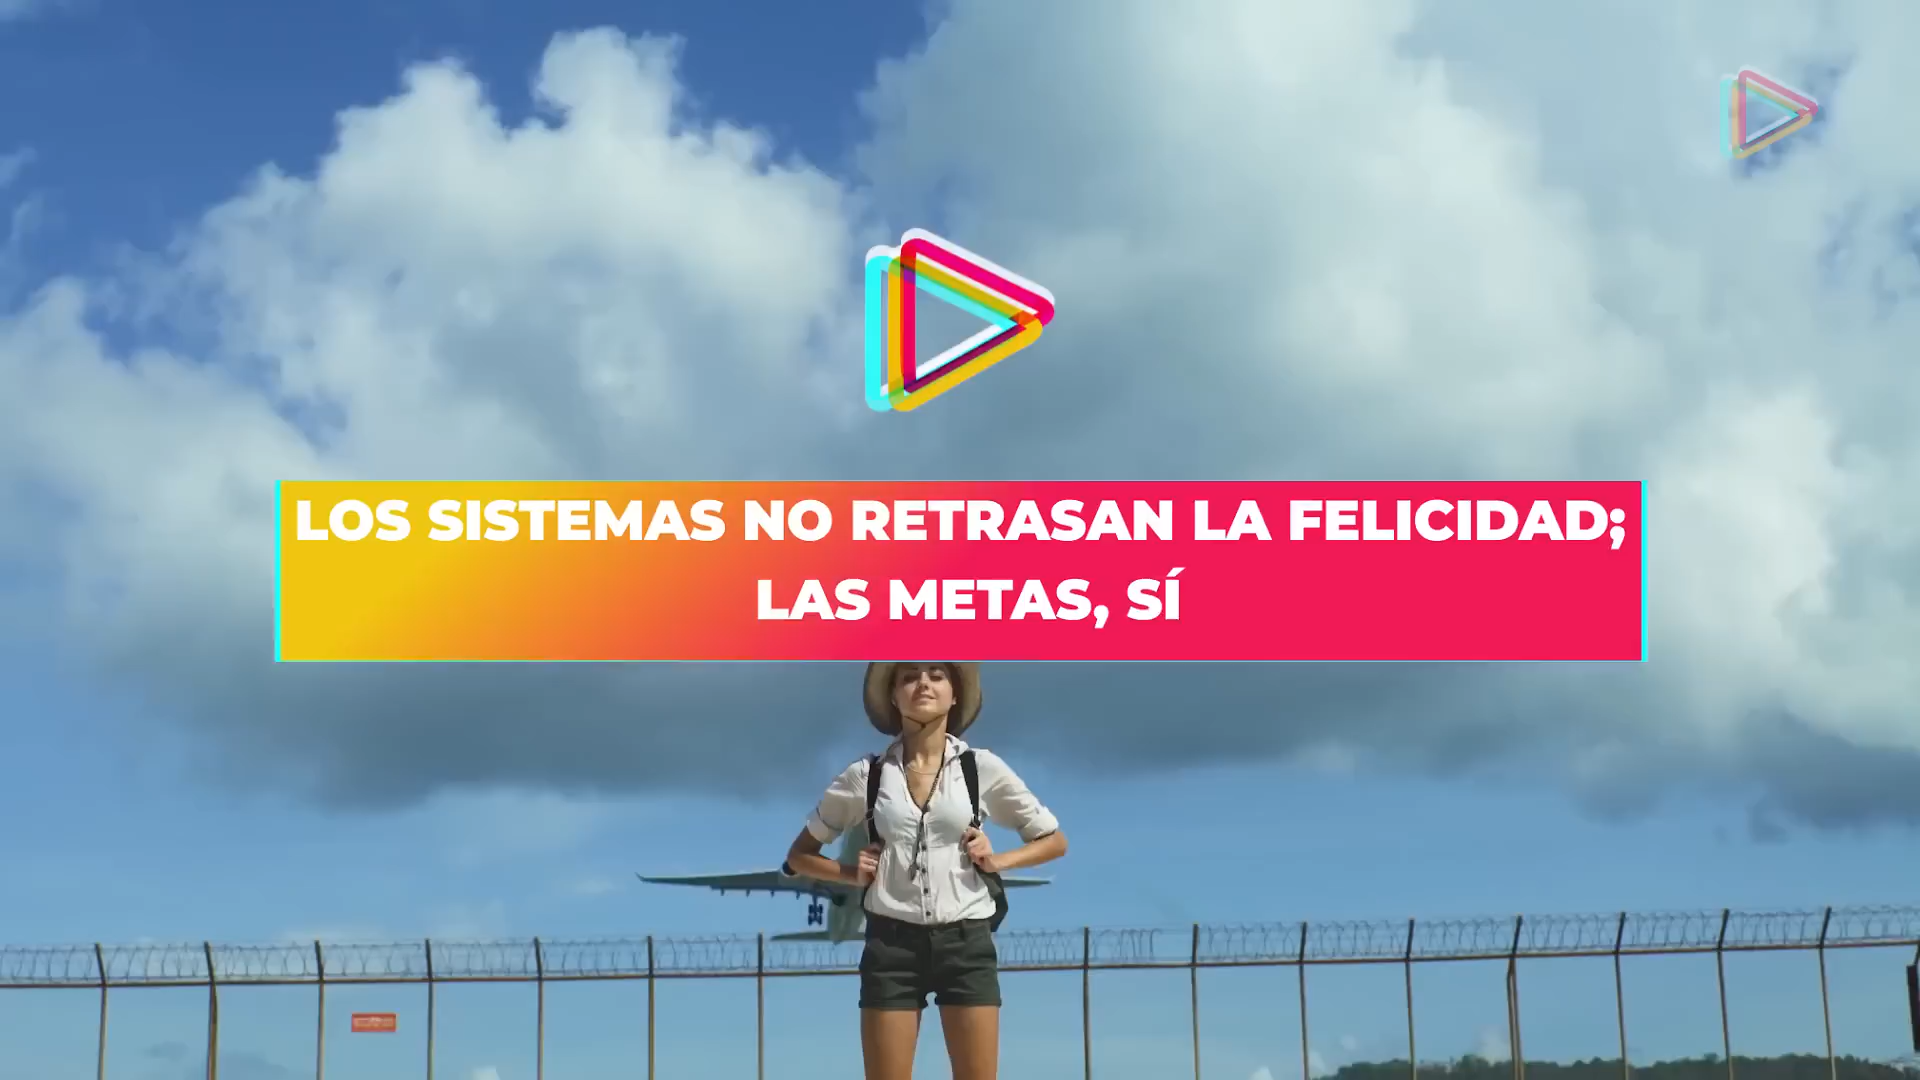 LOS SISTEMAS NO RETRASAN LA FELICIDAD;
LAS METAS, SÍ